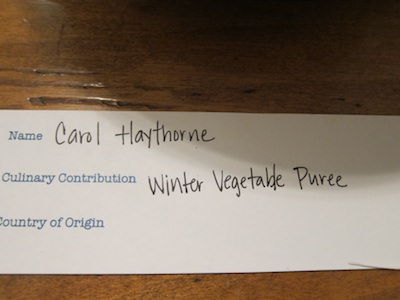 Name Carol Haythorne
Culinary Contribution Winter Vegetable Puree
Country of Origin